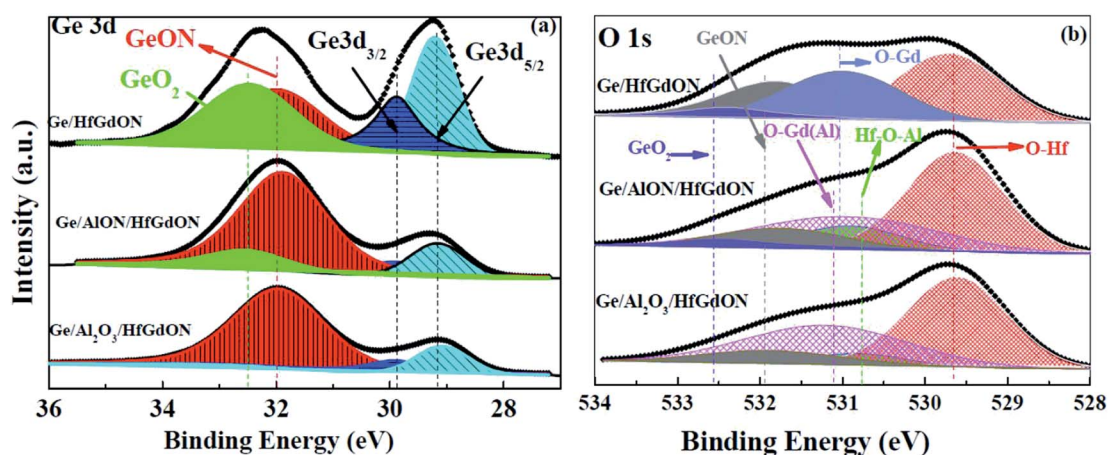 Ge 3d
(a)
GeON
Ge3d3/2
Ge3d5/2
GeO2
Ge/HfGdON
Ge/AlON/HfGdON
Ge/Al2O3/HfGdON
Intensity (a.u.)
36 34 32 30 28
Binding Energy (eV)
O 1s
(b)
GeON
O-Gd
Ge/HfGdON
O-Gd(Al)
Hf-O-Al
GeO2
O-Hf
Ge/AlON/HfGdON
Ge/Al2O3/HfGdON
534 533 532 531 530 529 528
Binding Energy (eV)